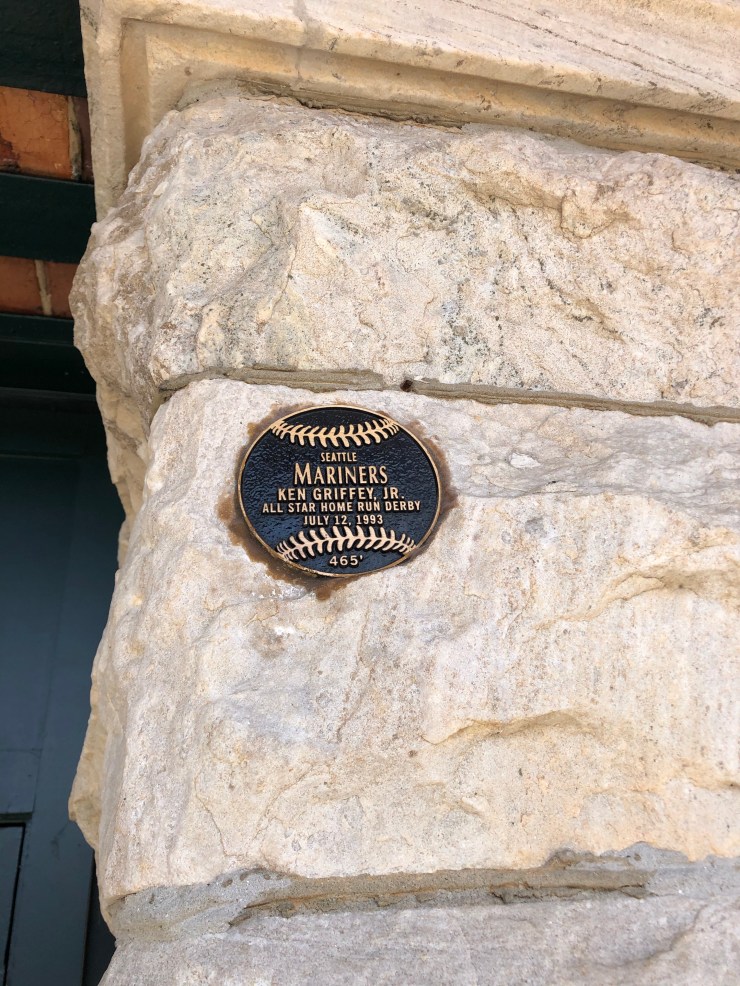 SEATTLE
MARINERS
KEN GRIFFEY, JR.
ALL STAR HOME RUN DERBY
JULY 12, 1993
465'